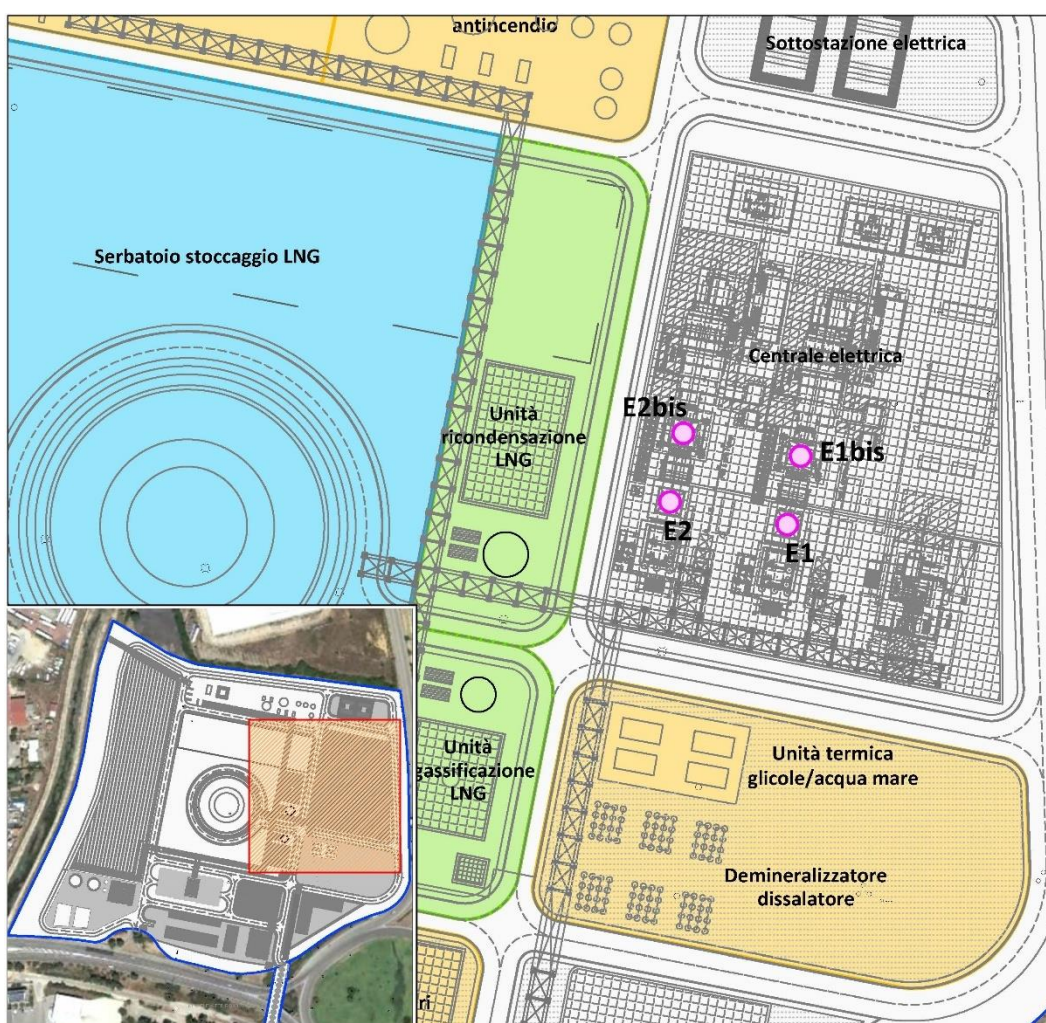 antincendio
Sottostazione elettrica
Serbatoio stoccaggio LNG
Centrale elettrica
Unità
ricondensazione
LNG
E2bis
E1bis
E2
E1
Unità
gassificazione
LNG
Unità termica
glicole/acqua mare
Demineralizzatore
dissalatore
ri